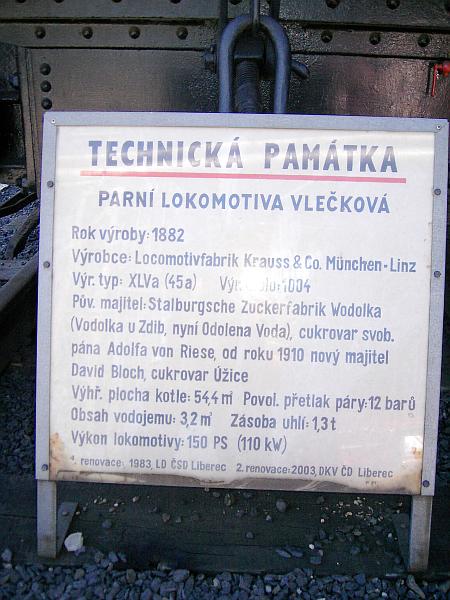 TECHNICKÁ PAMÁTKA
PARNÍ LOKOMOTIVA VLEČKOVÁ
Rok výroby: 1882
Výrobce: Locomotivfabrik Krauss & Co. München - Linz
Výr. typ: XLVa (45a) Výr. 1004
Pův. majitel: Stalburgsche Zuckerfabrik Wodolka
(Vodolka u Zdib, nyní Odolena Voda), cukrovar svob.
pána Adolfa von Riese, od roku 1910 nový majitel
David Bloch, cukrovar Úžice
Výhř. plocha kotle: 54,4 m² Povol. přetlak páry: 12 barů
Obsah vodojemu: 3,2 m³ Zásoba uhlí: 1,3 t
Výkon lokomotivy: 150 PS (110 kW)
1. renovace: 1983, LD ČSD Liberec 2. renovace: 2003, DKV ČD Liberec